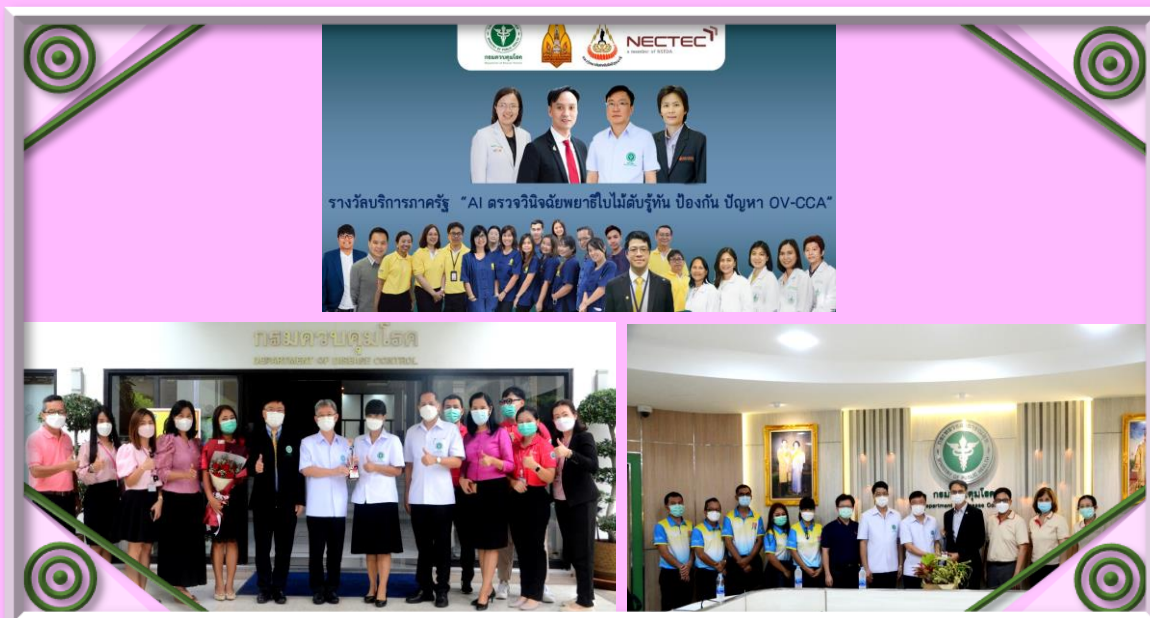 กรมควบคุมโรค
NECTEC
a member of NSTDA
รางวัลบริการภาครัฐ "AI ตรวจวินิจฉัยพยาธิใบไม้ตับรู้ทัน ป้องกัน ปัญหา OV-CCA"
กรมควบคุมโรค
DEPARTMENT OF DISEASE CONTROL
กรมควบคุมโรค